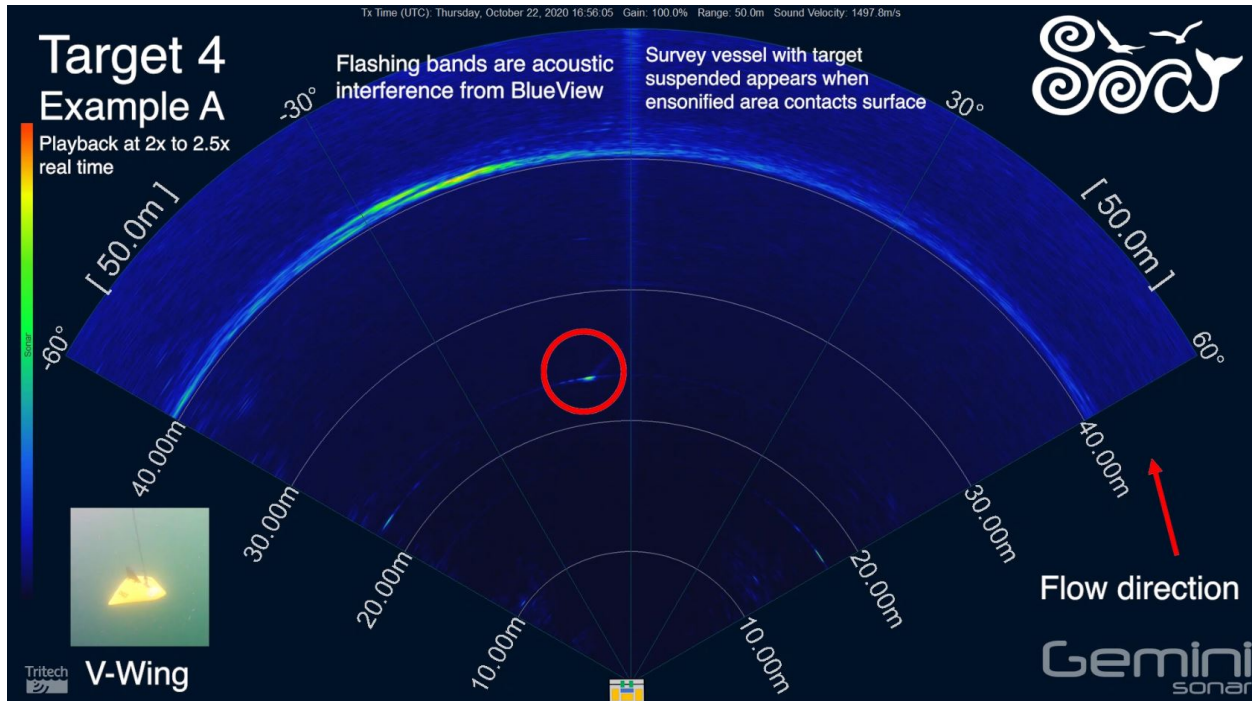 Tx Time (UTC): Thursday, October 22, 2020 16:56:05 Gain: 100.0% Range: 50.0m Sound Velocity: 1497.8m/s
Target 4
Example A
Playback at 2x to 2.5x
real time
Flashing bands are acoustic
interference from BlueView
Survey vessel with target
suspended appears when
ensonified area contacts surface
Soar
-30°
30°
[ 50.0m ]
[ 50.0m ]
Sonar
-60°
60°
40.00m
40.00m
30.00m
30.00m
20.00m
20.00m
10.00m
10.00m
Flow direction
V-Wing
Tritech
Gemini
sonar